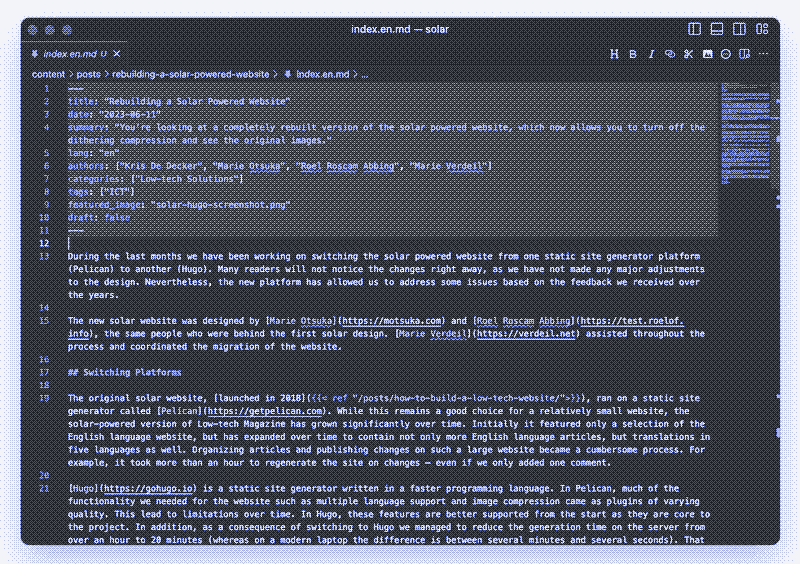 index.en.md — solar
index.en.md U
content > posts > rebuilding-a-solar-powered-website > index.en.md > ...
1 ---
2 title: "Rebuilding a Solar Powered Website"
3 date: "2023-06-11"
4 summary: "You're looking at a completely rebuilt version of the solar powered website, which now allows you to turn off the
dithering compression and see the original images."
5 lang: "en"
6 authors: ["Kris De Decker", "Marie Otsuka", "Roel Roscam Abbing", "Marie Verdeil"]
7 categories: ["Low-tech Solutions"]
8 tags: ["ICT"]
9 featured_image: "solar-hugo-screenshot.png"
10 draft: false
11 ---
12
13 During the last months we have been working on switching the solar powered website from one static site generator platform
(Pelican) to another (Hugo). Many readers will not notice the changes right away, as we have not made any major adjustments
to the design. Nevertheless, the new platform has allowed us to address some issues based on the feedback we received over
the years.
14
15 The new solar website was designed by [Marie Otsuka](https://motsuka.com) and [Roel Roscam Abbing](https://test.roelof.
info), the same people who were behind the first solar design. [Marie Verdeil](https://verdeil.net) assisted throughout the
process and coordinated the migration of the website.
16
17 ## Switching Platforms
18
19 The original solar website, [launched in 2018]({{< ref "/posts/how-to-build-a-low-tech-website/">}}), ran on a static site
generator called [Pelican](https://getpelican.com). While this remains a good choice for a relatively small website, the
solar-powered version of Low-tech Magazine has grown significantly over time. Initially it featured only a selection of the
English language website, but has expanded over time to contain not only more English language articles, but translations in
five languages as well. Organizing articles and publishing changes on such a large website became a cumbersome process. For
example, it took more than an hour to regenerate the site on changes — even if we only added one comment.
20
21 [Hugo](https://gohugo.io) is a static site generator written in a faster programming language. In Pelican, much of the
functionality we needed for the website such as multiple language support and image compression came as plugins of varying
quality. This lead to limitations over time. In Hugo, these features are better supported from the start as they are core to
the project. In addition, as a consequence of switching to Hugo we managed to reduce the generation time on the server from
over an hour to 20 minutes (whereas on a modern laptop the difference is between several minutes and several seconds). That